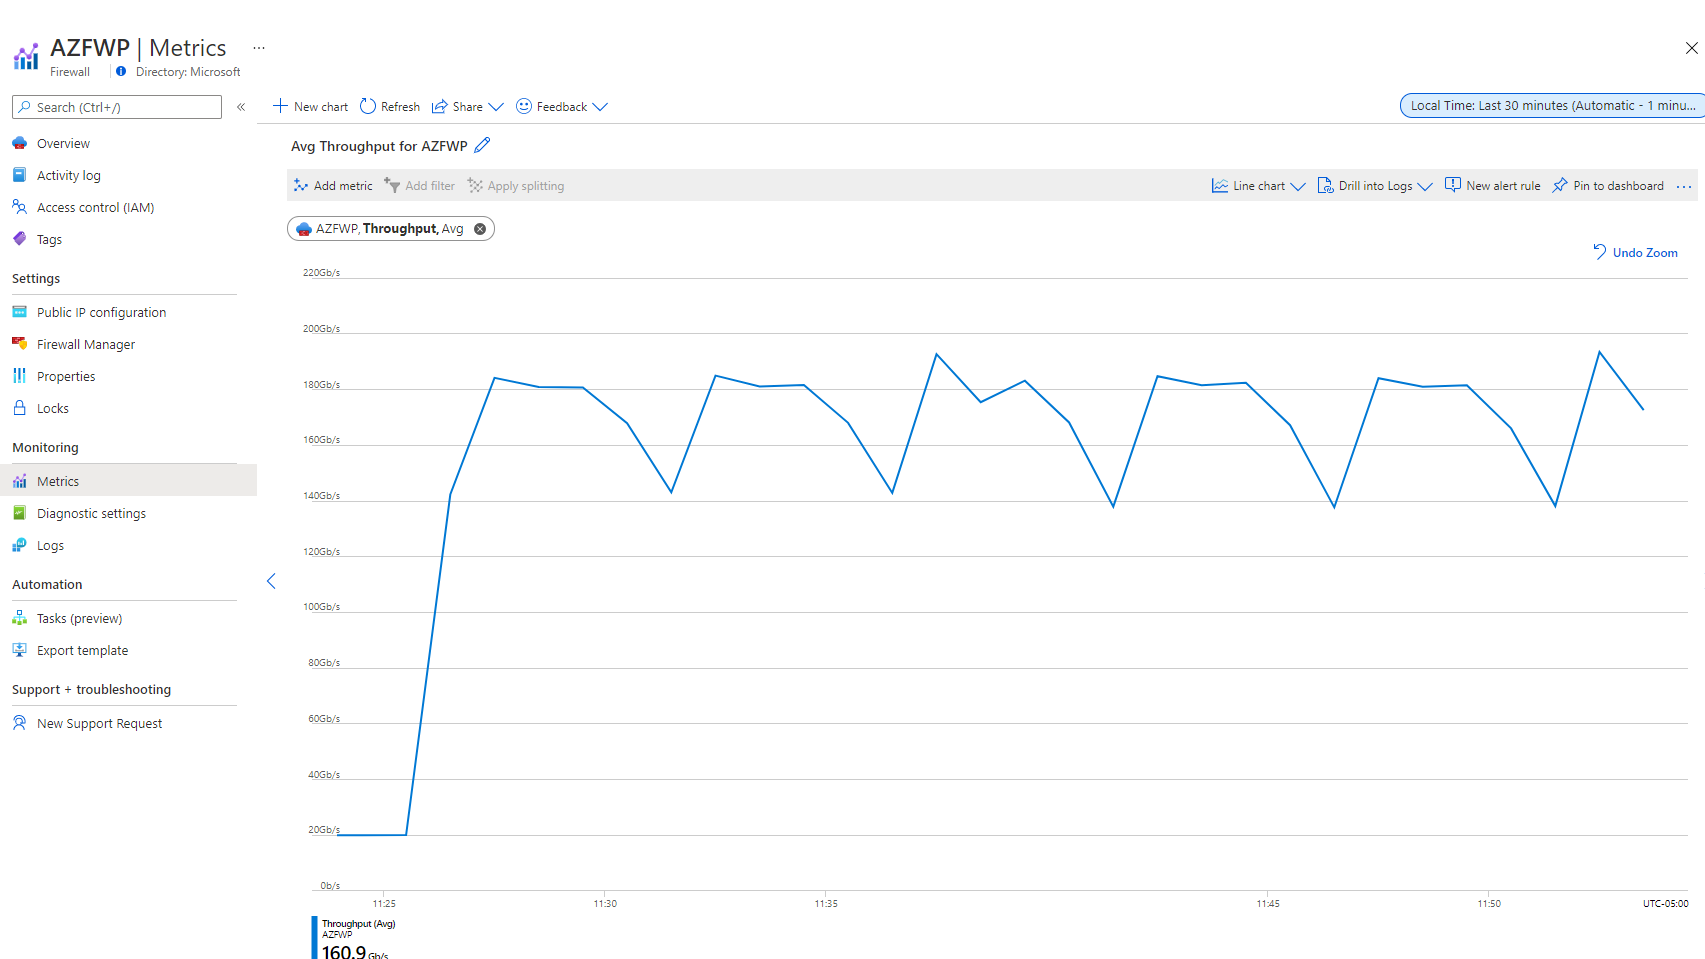 AZFWP | Metrics ...
Firewall
Directory: Microsoft
Search (Ctrl+/)
«
New chart
Refresh
Share
Feedback
Local Time: Last 30 minutes (Automatic - 1 minu...
Overview
Activity log
Access control (IAM)
Tags
Settings
Public IP configuration
Firewall Manager
Properties
Locks
Monitoring
Metrics
Diagnostic settings
Logs
Automation
Tasks (preview)
Export template
Support + troubleshooting
New Support Request
Avg Throughput for AZFWP
Add metric
Add filter
Apply splitting
Line chart
Drill into Logs
New alert rule
Pin to dashboard
...
AZFWP, Throughput, Avg
Undo Zoom
220Gb/s
200Gb/s
180Gb/s
160Gb/s
140Gb/s
120Gb/s
100Gb/s
80Gb/s
60Gb/s
40Gb/s
20Gb/s
0b/s
11:25
11:30
11:35
11:45
11:50
UTC-05:00
Throughput (Avg)
AZFWP
160.9 Gb/s